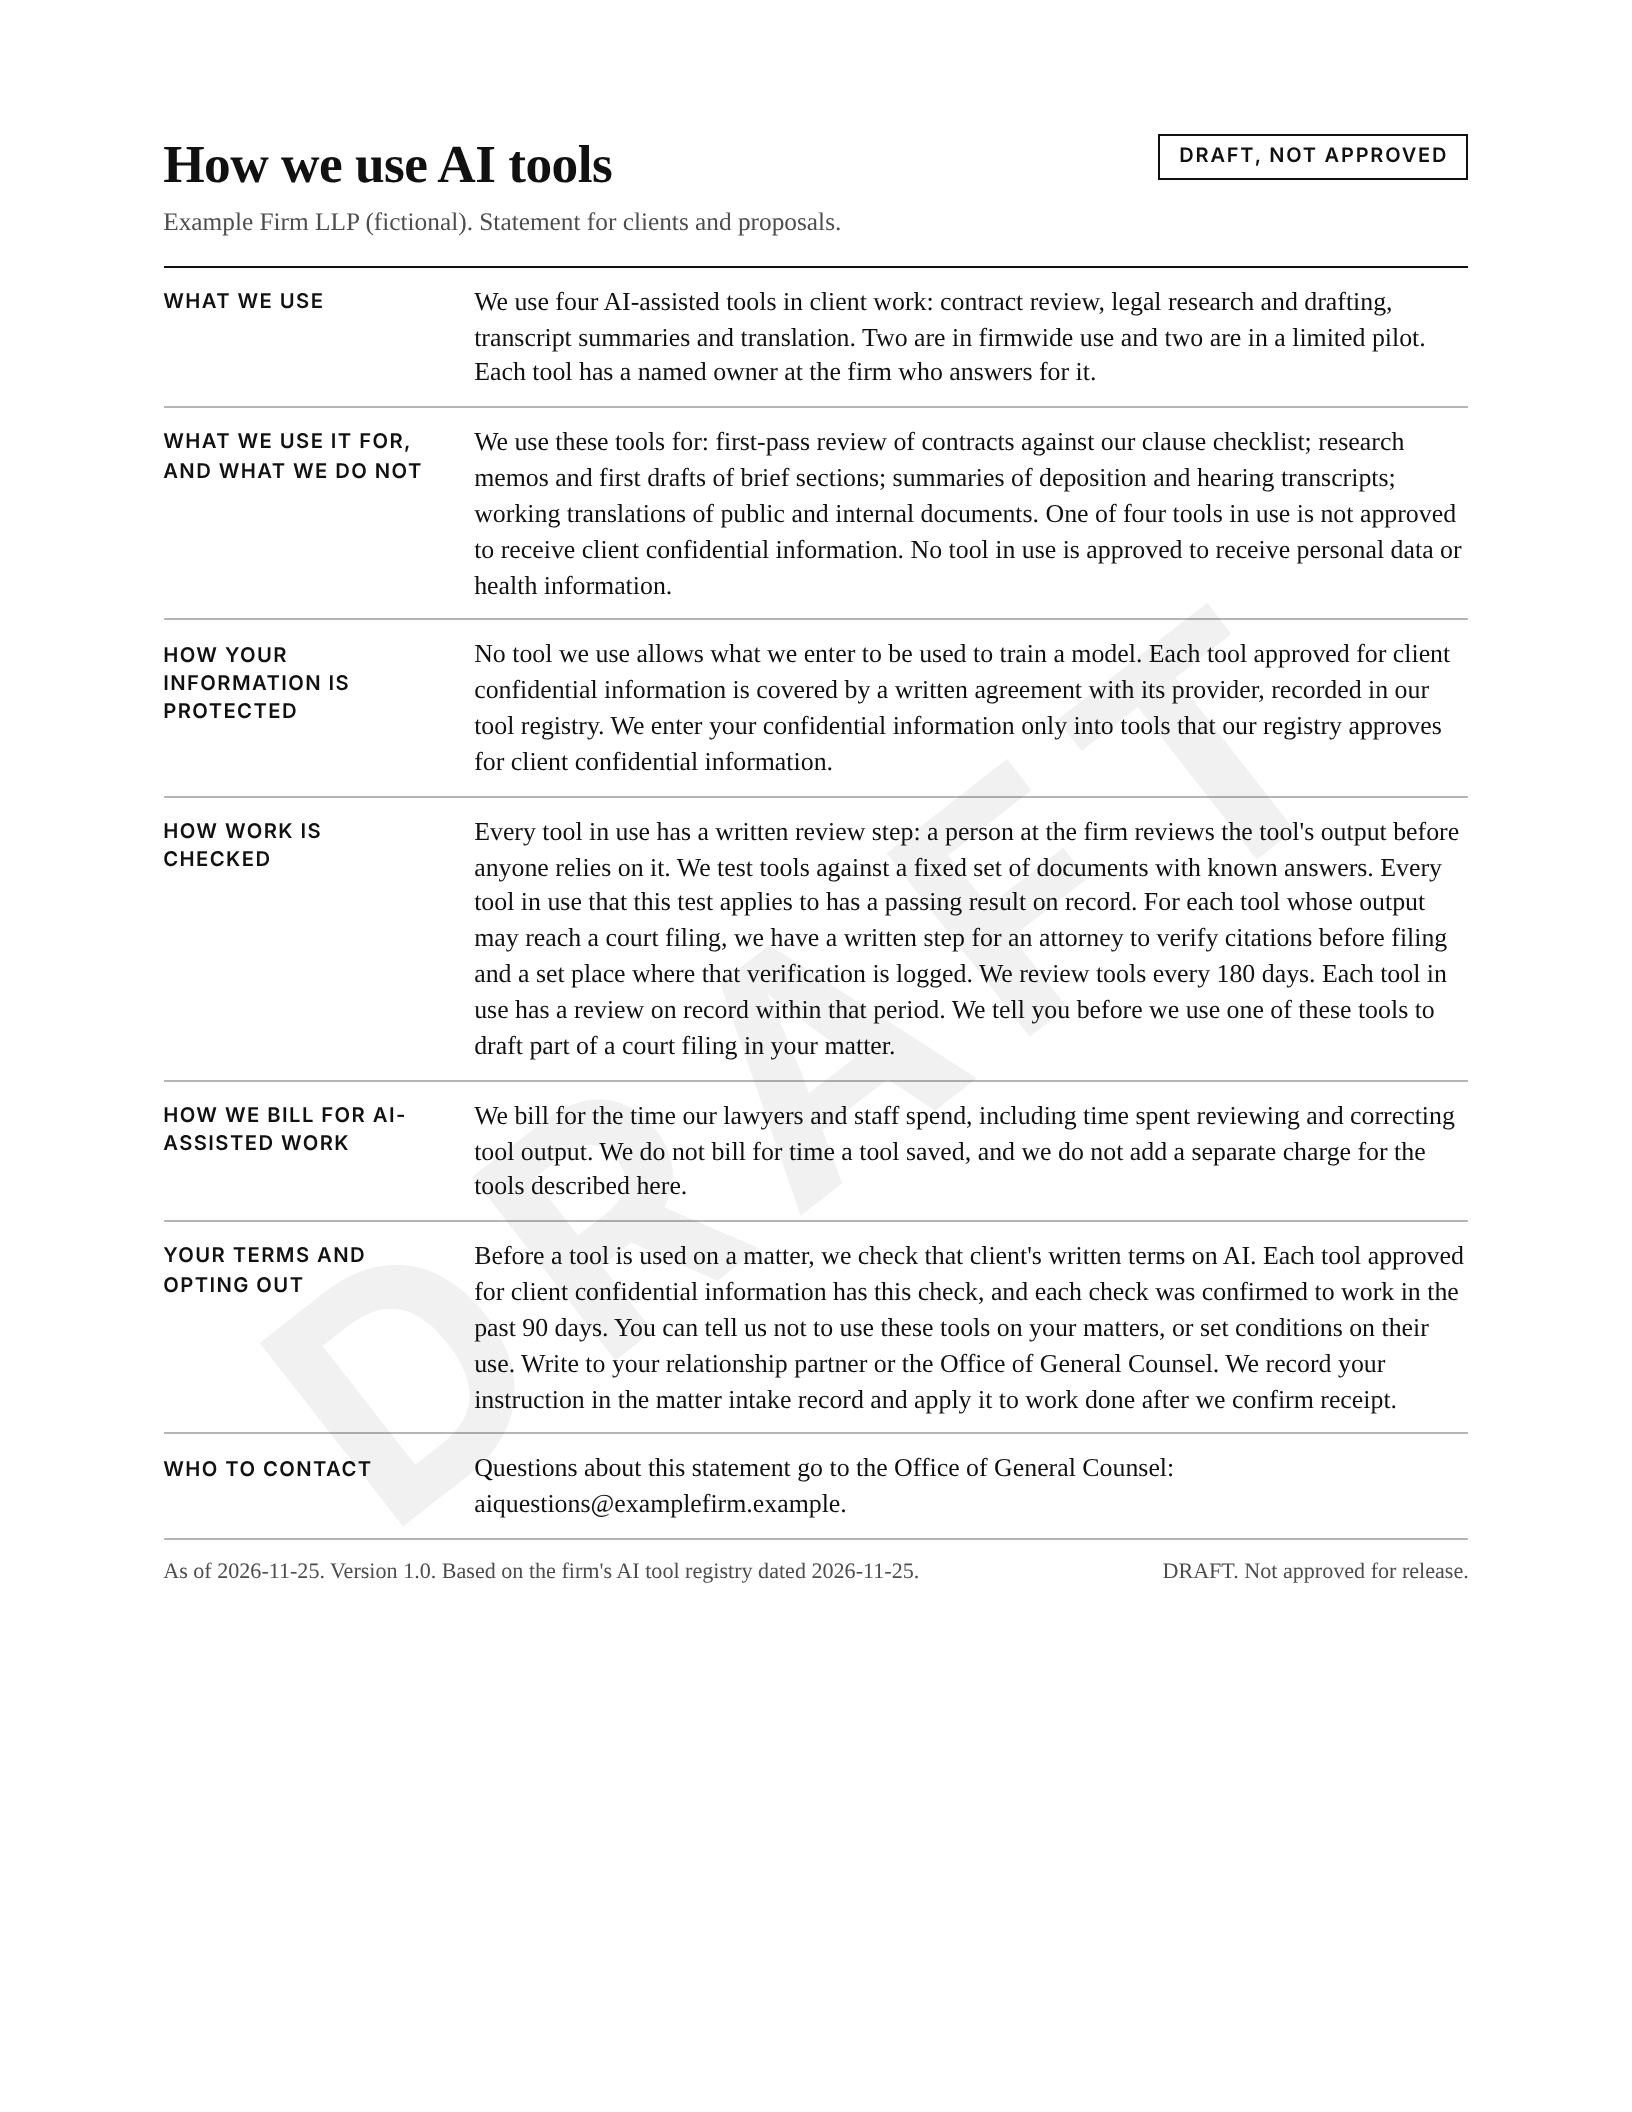 How we use AI tools
DRAFT, NOT APPROVED
Example Firm LLP (fictional). Statement for clients and proposals.
WHAT WE USE
We use four AI-assisted tools in client work: contract review, legal research and drafting,
transcript summaries and translation. Two are in firmwide use and two are in a limited pilot.
Each tool has a named owner at the firm who answers for it.
WHAT WE USE IT FOR,
AND WHAT WE DO NOT
We use these tools for: first-pass review of contracts against our clause checklist; research
memos and first drafts of brief sections; summaries of deposition and hearing transcripts;
working translations of public and internal documents. One of four tools in use is not approved
to receive client confidential information. No tool in use is approved to receive personal data or
health information.
HOW YOUR
INFORMATION IS
PROTECTED
No tool we use allows what we enter to be used to train a model. Each tool approved for client
confidential information is covered by a written agreement with its provider, recorded in our
tool registry. We enter your confidential information only into tools that our registry approves
for client confidential information.
HOW WORK IS
CHECKED
Every tool in use has a written review step: a person at the firm reviews the tool's output before
anyone relies on it. We test tools against a fixed set of documents with known answers. Every
tool in use that this test applies to has a passing result on record. For each tool whose output
may reach a court filing, we have a written step for an attorney to verify citations before filing
and a set place where that verification is logged. We review tools every 180 days. Each tool in
use has a review on record within that period. We tell you before we use one of these tools to
draft part of a court filing in your matter.
HOW WE BILL FOR AI-
ASSISTED WORK
We bill for the time our lawyers and staff spend, including time spent reviewing and correcting
tool output. We do not bill for time a tool saved, and we do not add a separate charge for the
tools described here.
YOUR TERMS AND
OPTING OUT
Before a tool is used on a matter, we check that client's written terms on AI. Each tool approved
for client confidential information has this check, and each check was confirmed to work in the
past 90 days. You can tell us not to use these tools on your matters, or set conditions on their
use. Write to your relationship partner or the Office of General Counsel. We record your
instruction in the matter intake record and apply it to work done after we confirm receipt.
WHO TO CONTACT
Questions about this statement go to the Office of General Counsel:
aiquestions@examplefirm.example.
As of 2026-11-25. Version 1.0. Based on the firm's AI tool registry dated 2026-11-25.
DRAFT. Not approved for release.
DRAFT